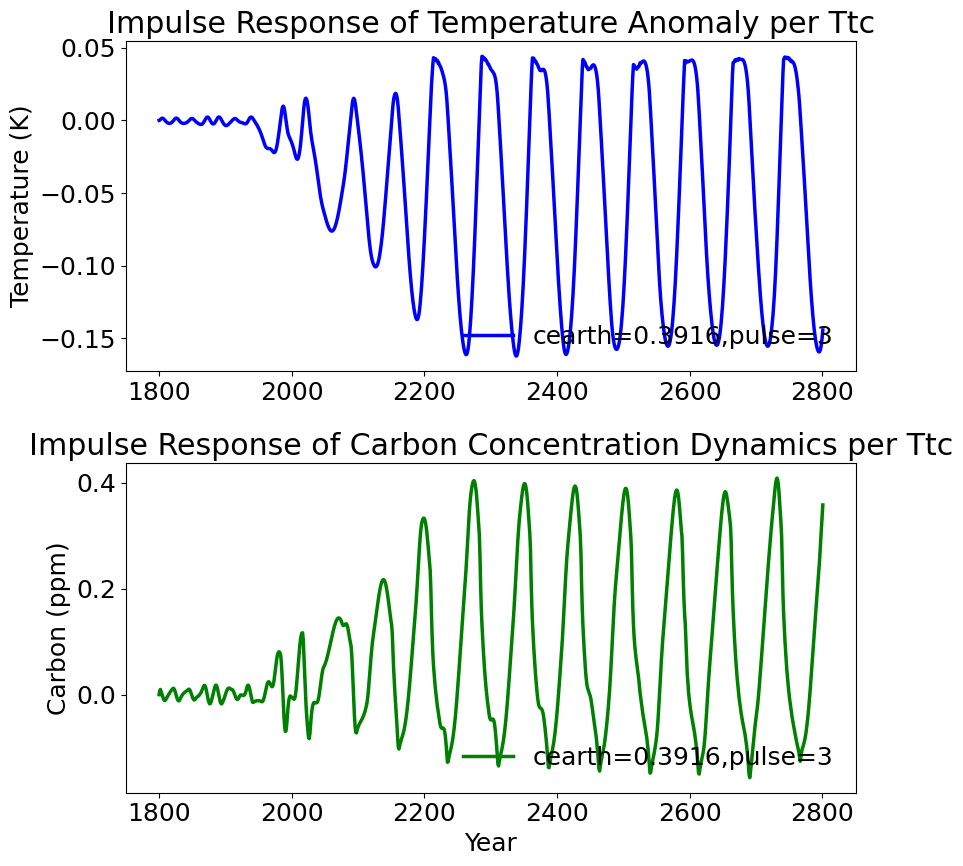 Impulse Response of Temperature Anomaly per Ttc
Temperature (K)
0.05
0.00
−0.05
−0.10
−0.15
cearth=0.3916,pulse=3
1800 2000 2200 2400 2600 2800
Impulse Response of Carbon Concentration Dynamics per Ttc
Carbon (ppm)
0.4
0.2
0.0
cearth=0.3916,pulse=3
1800 2000 2200 2400 2600 2800
Year